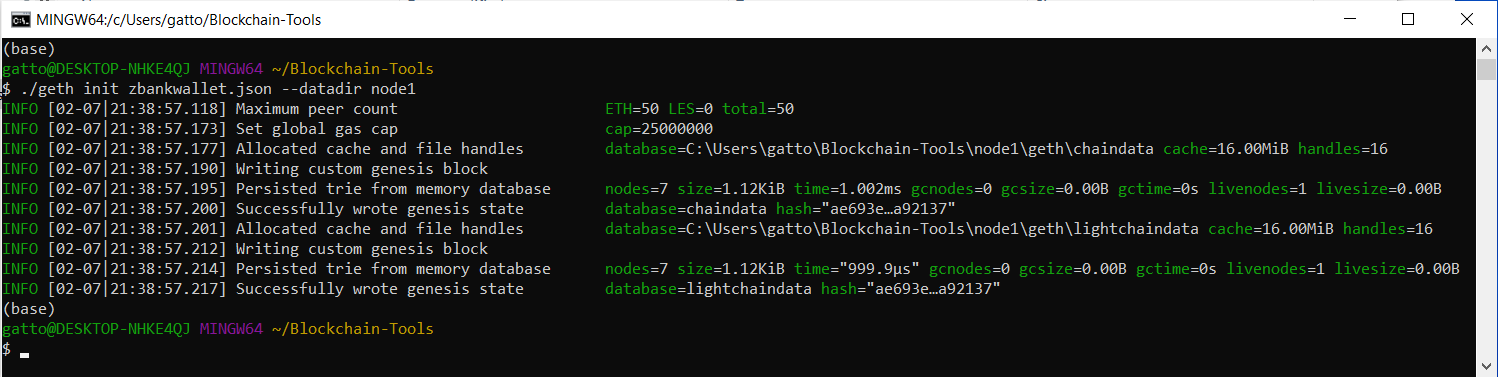 MINGW64:/c/Users/gatto/Blockchain-Tools
(base)
gatto@DESKTOP-NHKE4QJ MINGW64 ~/Blockchain-Tools
$ ./geth init zbankwallet.json --datadir node1
INFO [02-07|21:38:57.118] Maximum peer count                       ETH=50 LES=0 total=50
INFO [02-07|21:38:57.173] Set global gas cap                       cap=25000000
INFO [02-07|21:38:57.177] Allocated cache and file handles         database=C:\Users\gatto\Blockchain-Tools\node1\geth\chaindata cache=16.00MiB handles=16
INFO [02-07|21:38:57.190] Writing custom genesis block
INFO [02-07|21:38:57.195] Persisted trie from memory database      nodes=7 size=1.12KiB time=1.002ms gcnodes=0 gcsize=0.00B gctime=0s livenodes=1 livesize=0.00B
INFO [02-07|21:38:57.200] Successfully wrote genesis state         database=chaindata hash="ae693e…a92137"
INFO [02-07|21:38:57.201] Allocated cache and file handles         database=C:\Users\gatto\Blockchain-Tools\node1\geth\lightchaindata cache=16.00MiB handles=16
INFO [02-07|21:38:57.212] Writing custom genesis block
INFO [02-07|21:38:57.214] Persisted trie from memory database      nodes=7 size=1.12KiB time="999.9µs" gcnodes=0 gcsize=0.00B gctime=0s livenodes=1 livesize=0.00B
INFO [02-07|21:38:57.217] Successfully wrote genesis state         database=lightchaindata hash="ae693e…a92137"
(base)
gatto@DESKTOP-NHKE4QJ MINGW64 ~/Blockchain-Tools
$